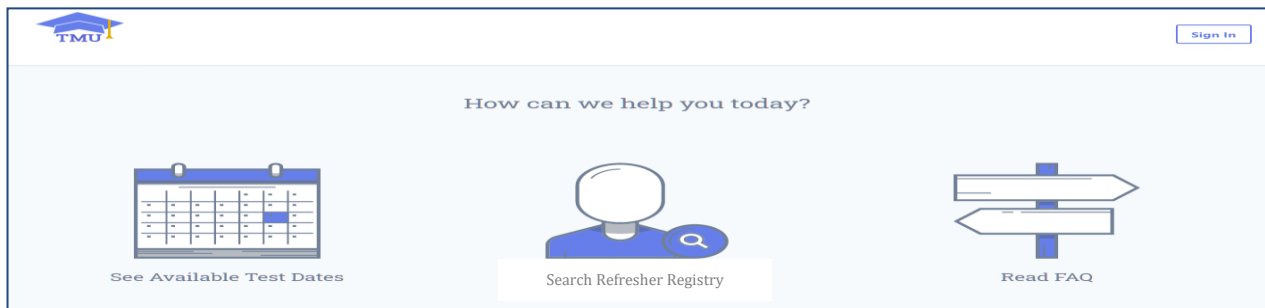 TMU
Sign In
How can we help you today?
See Available Test Dates
Search Refresher Registry
Read FAQ